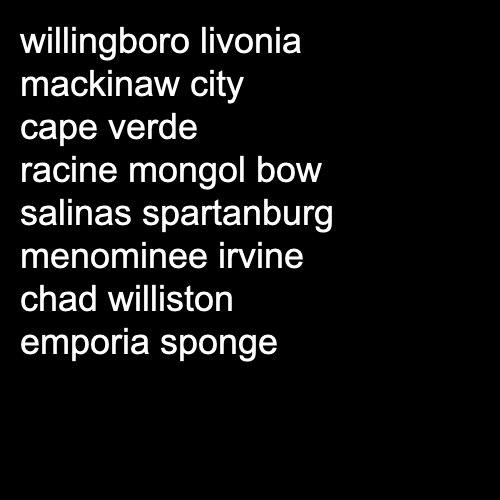 willingboro livonia
mackinaw city
cape verde
racine mongol bow
salinas spartanburg
menominee irvine
chad williston
emporia sponge